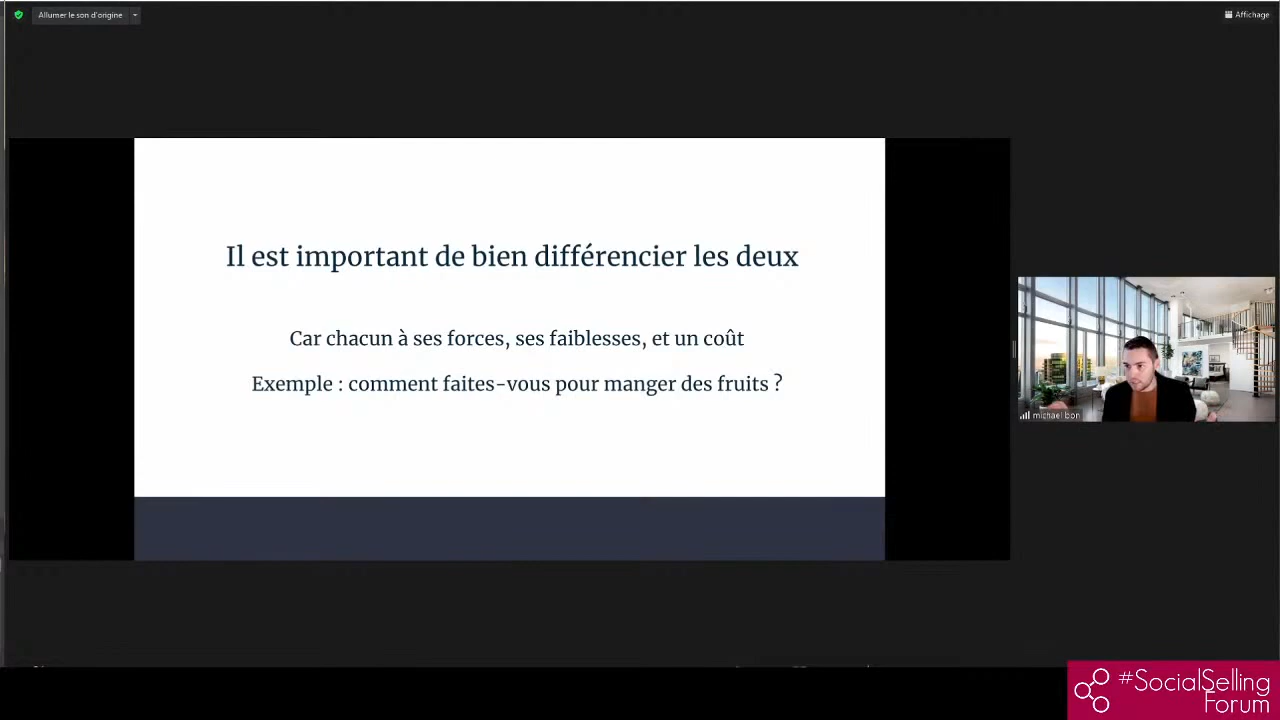 Allumer le son d'origine
Affichage
Il est important de bien différencier les deux
Car chacun à ses forces, ses faiblesses, et un coût
Exemple : comment faites-vous pour manger des fruits ?
michael bon
#SocialSelling
Forum